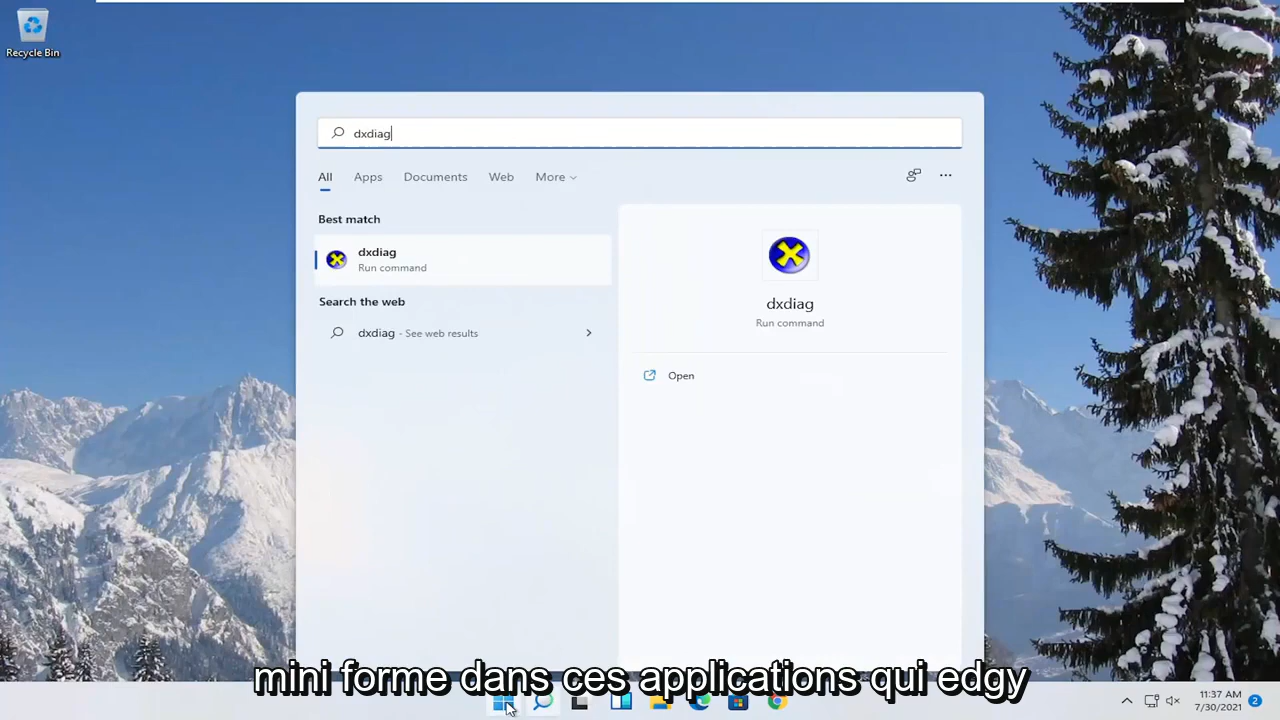 Recycle Bin
dxdiag
All
Apps
Documents
Web
More
Best match
dxdiag
Run command
Search the web
dxdiag - See web results
dxdiag
Run command
Open
mini forme dans ces applications qui edgy
11:37 AM
7/30/2021
2